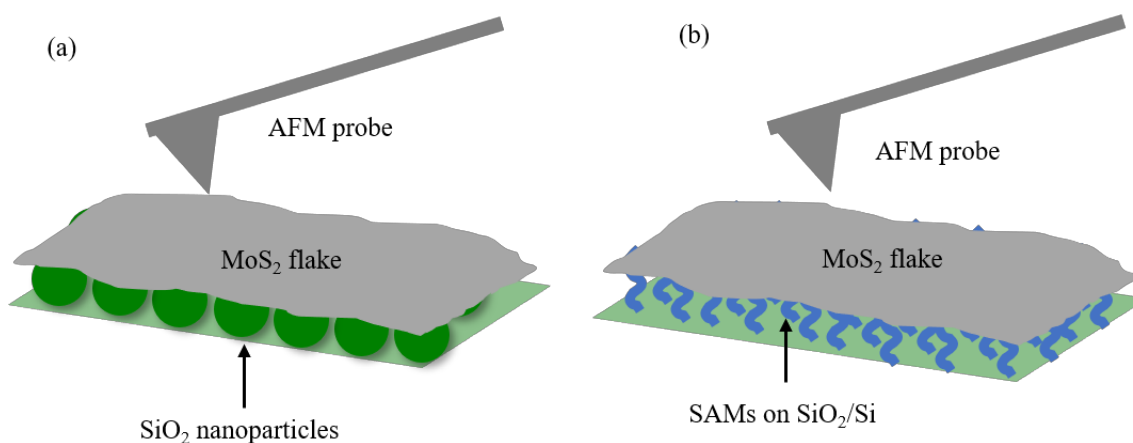 (a)
AFM probe
MoS₂ flake
SiO₂ nanoparticles
(b)
AFM probe
MoS₂ flake
SAMs on SiO₂/Si